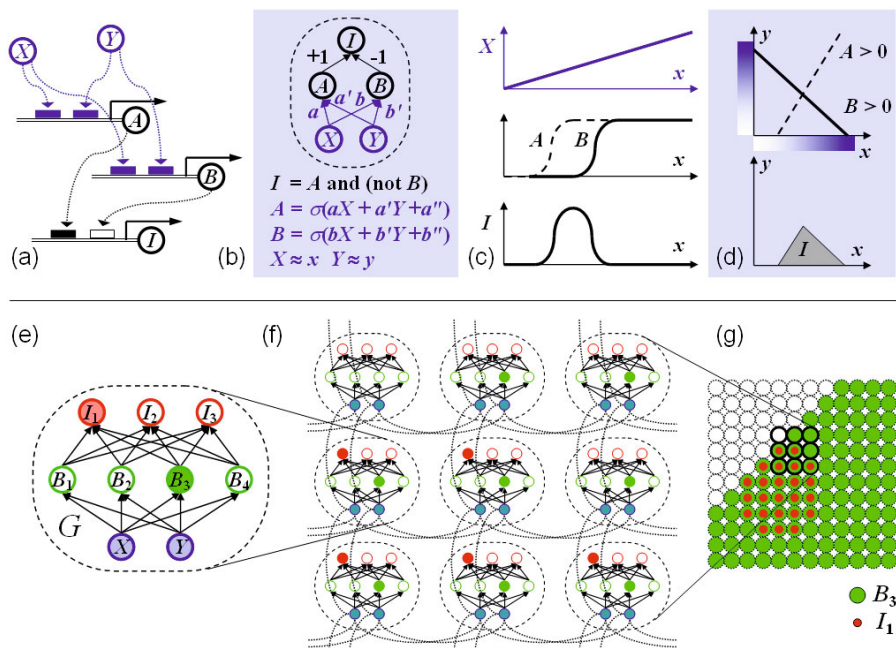 X
Y
A
B
I
(a)
I
+1
-1
A
B
a
a'
b
b'
X
Y
I = A and (not B)
A = σ(aX + a'Y+a'')
B = σ(bX + b'Y+b'')
X ≈ x Y ≈ y
(b)
X
x
A
B
x
I
x
(c)
(d)
y
A > 0
B > 0
x
y
I
x
(e)
I₁
I₂
I₃
B₁
B₂
B₃
B₄
G
X
Y
(f)
(g)
B₃
I₁